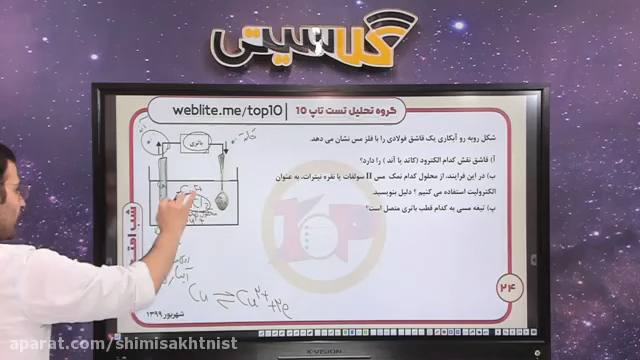 کلاسیتی
weblite.me/top10 | گروه تحلیل تست تاپ 10
شکل روبه رو آبکاری یک قاشق فولادی را با فلز مس نشان می دهد.
آ) قاشق نقش کدام الکترود (کاتد یا آند) را دارد؟
ب) در این فرایند، از محلول کدام نمک مس II سولفات یا نقره نیترات، به عنوان
الکترولیت استفاده می کنیم ؟ دلیل بنویسید.
پ) تیغه مسی به کدام قطب باتری متصل است؟
باتری
کاتد
Cu ⇌ Cu²⁺ + 2e
شهریور ۱۳۹۹
۲۴
X-VISION
aparat.com/shimisakhtnist